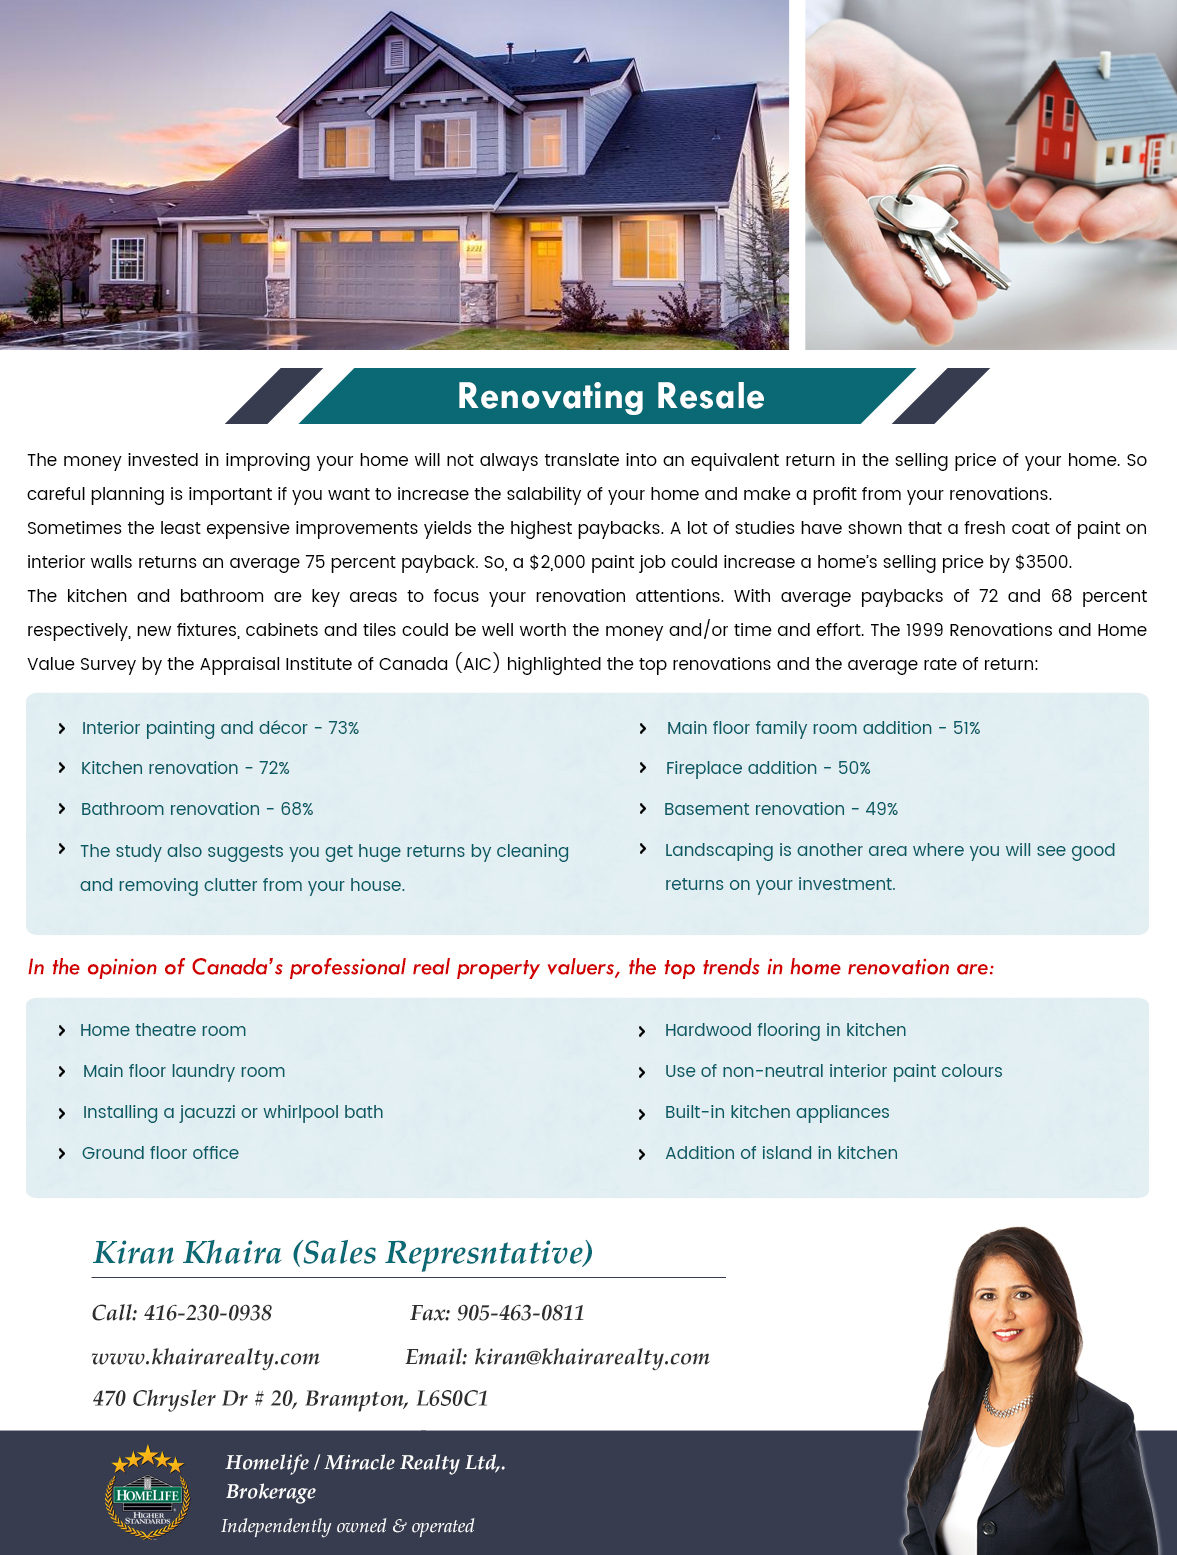 Renovating Resale
The money invested in improving your home will not always translate into an equivalent return in the selling price of your home. So
careful planning is important if you want to increase the salability of your home and make a profit from your renovations.
Sometimes the least expensive improvements yields the highest paybacks. A lot of studies have shown that a fresh coat of paint on
interior walls returns an average 75 percent payback. So, a $2,000 paint job could increase a home's selling price by $3500.
The kitchen and bathroom are key areas to focus your renovation attentions. With average paybacks of 72 and 68 percent
respectively, new fixtures, cabinets and tiles could be well worth the money and/or time and effort. The 1999 Renovations and Home
Value Survey by the Appraisal Institute of Canada (AIC) highlighted the top renovations and the average rate of return:
Interior painting and décor - 73%
Kitchen renovation - 72%
Bathroom renovation - 68%
The study also suggests you get huge returns by cleaning
and removing clutter from your house.
Main floor family room addition - 51%
Fireplace addition - 50%
Basement renovation - 49%
Landscaping is another area where you will see good
returns on your investment.
In the opinion of Canada's professional real property valuers, the top trends in home renovation are:
Home theatre room
Main floor laundry room
Installing a jacuzzi or whirlpool bath
Ground floor office
Hardwood flooring in kitchen
Use of non-neutral interior paint colours
Built-in kitchen appliances
Addition of island in kitchen
Kiran Khaira (Sales Represntative)
Call: 416-230-0938
Fax: 905-463-0811
www.khairarealty.com
Email: kiran@khairarealty.com
470 Chrysler Dr # 20, Brampton, L6S0C1
HOMELIFE
HIGHER
STANDARDS
Homelife / Miracle Realty Ltd,.
Brokerage
Independently owned & operated